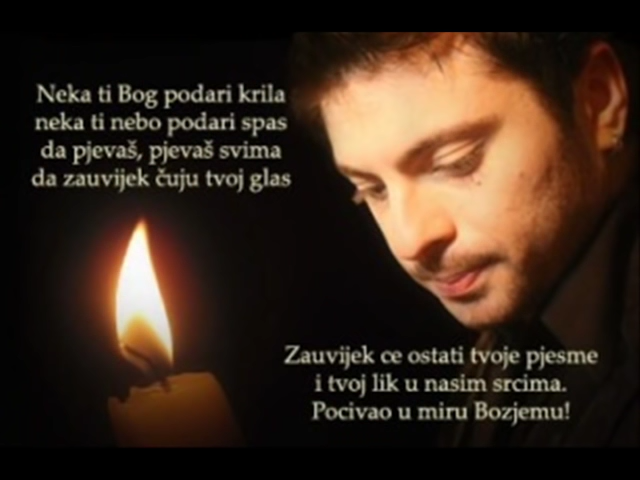 Neka ti Bog podari krila
neka ti nebo podari spas
da pjevaš, pjevaš svima
da zauvijek čuju tvoj glas
Zauvijek ce ostati tvoje pjesme
i tvoj lik u nasim srcima.
Pocivao u miru Bozjemu!